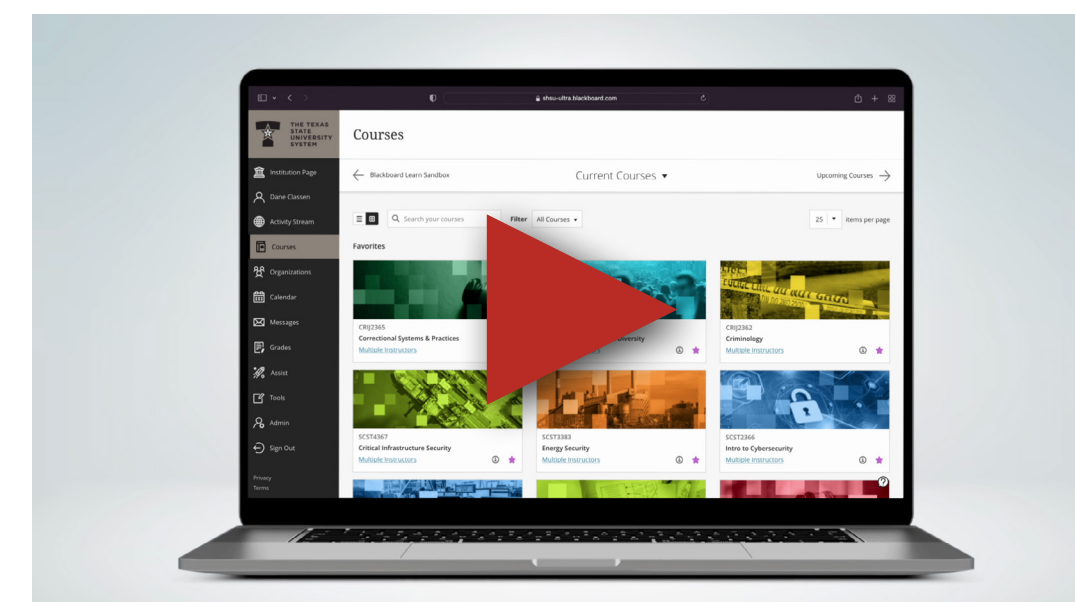 shsu-ultra.blackboard.com
THE TEXAS
STATE
UNIVERSITY
SYSTEM
Courses
Institution Page
Blackboard Learn Sandbox
Current Courses
Upcoming Courses
Dane Classen
Activity Stream
Search your courses
Filter
All Courses
25
items per page
Courses
Favorites
Organizations
Calendar
Messages
Grades
Assist
Tools
Admin
Sign Out
Privacy
Terms
CRIJ2365
Correctional Systems & Practices
Multiple Instructors
Diversity
CRIJ2362
Criminology
Multiple Instructors
SCST4367
Critical Infrastructure Security
Multiple Instructors
SCST3383
Energy Security
Multiple Instructors
SCST2366
Intro to Cybersecurity
Multiple Instructors
?